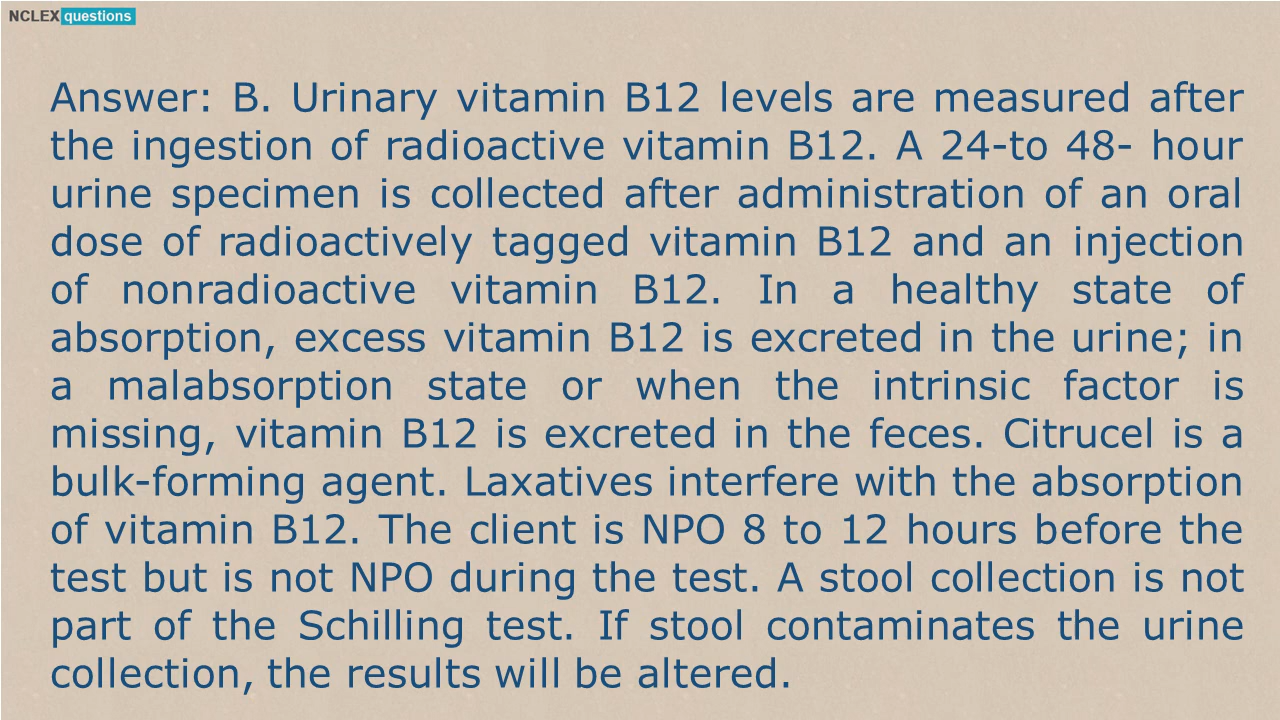 NCLEX questions
Answer: B. Urinary vitamin B12 levels are measured after
the ingestion of radioactive vitamin B12. A 24-to 48- hour
urine specimen is collected after administration of an oral
dose of radioactively tagged vitamin B12 and an injection
of nonradioactive vitamin B12. In a healthy state of
absorption, excess vitamin B12 is excreted in the urine; in
a malabsorption state or when the intrinsic factor is
missing, vitamin B12 is excreted in the feces. Citrucel is a
bulk-forming agent. Laxatives interfere with the absorption
of vitamin B12. The client is NPO 8 to 12 hours before the
test but is not NPO during the test. A stool collection is not
part of the Schilling test. If stool contaminates the urine
collection, the results will be altered.